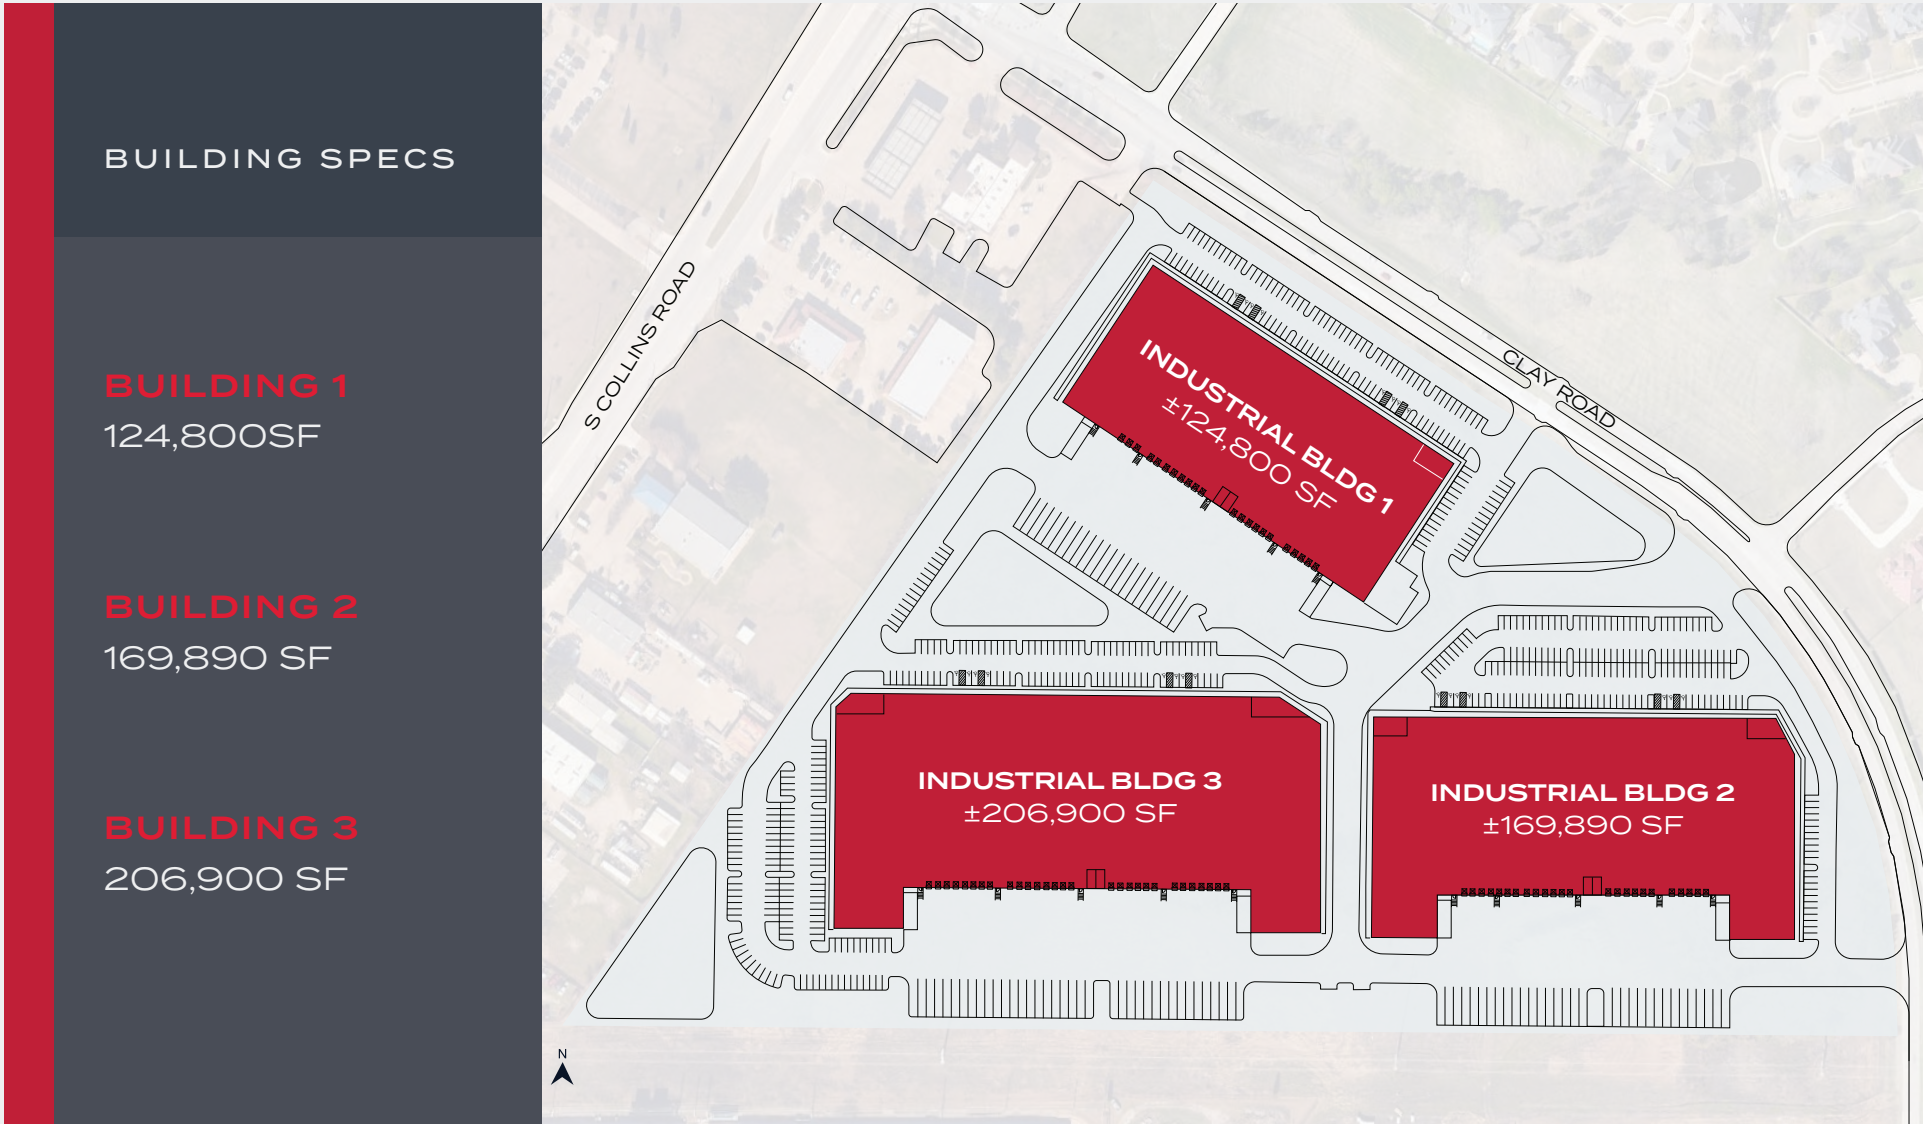 BUILDING SPECS
BUILDING 1
124,800SF
BUILDING 2
169,890 SF
BUILDING 3
206,900 SF
S COLLINS ROAD
CLAY ROAD
INDUSTRIAL BLDG 1
±124,800 SF
INDUSTRIAL BLDG 3
±206,900 SF
INDUSTRIAL BLDG 2
±169,890 SF
N